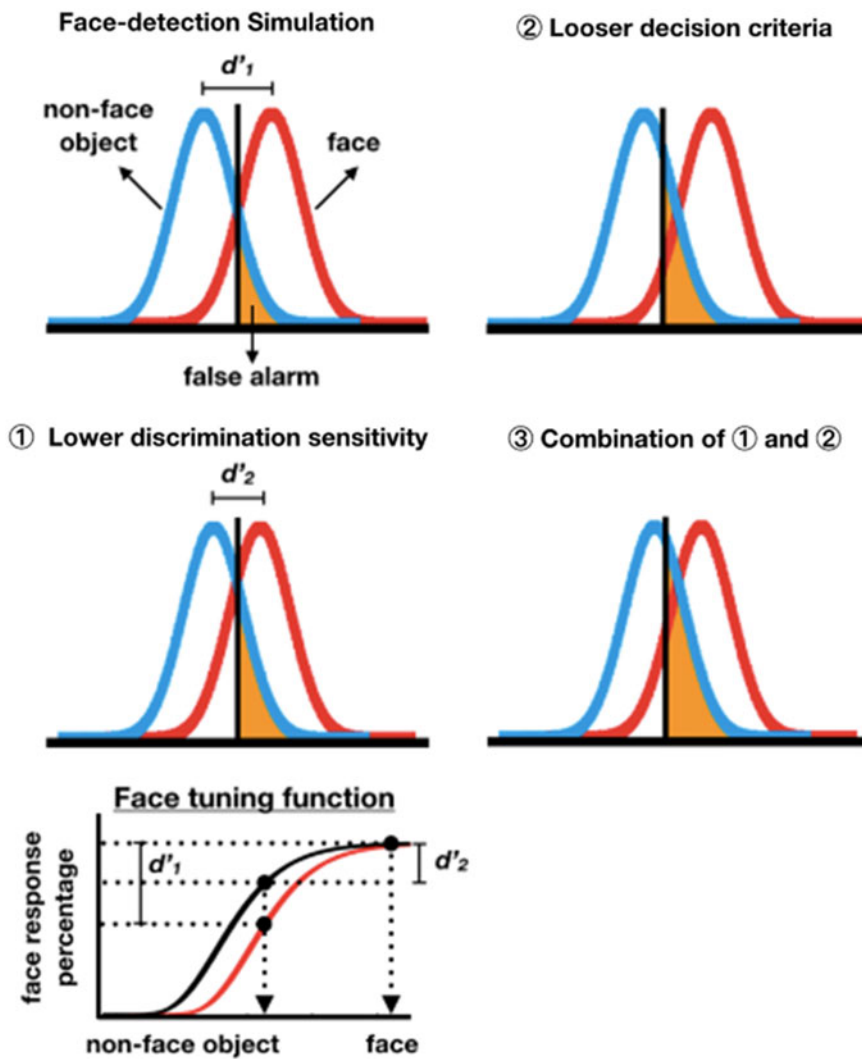 Face-detection Simulation
d'₁
non-face
object
face
false alarm
② Looser decision criteria
① Lower discrimination sensitivity
d'₂
③ Combination of ① and ②
Face tuning function
face response
percentage
d'₁
d'₂
non-face object
face